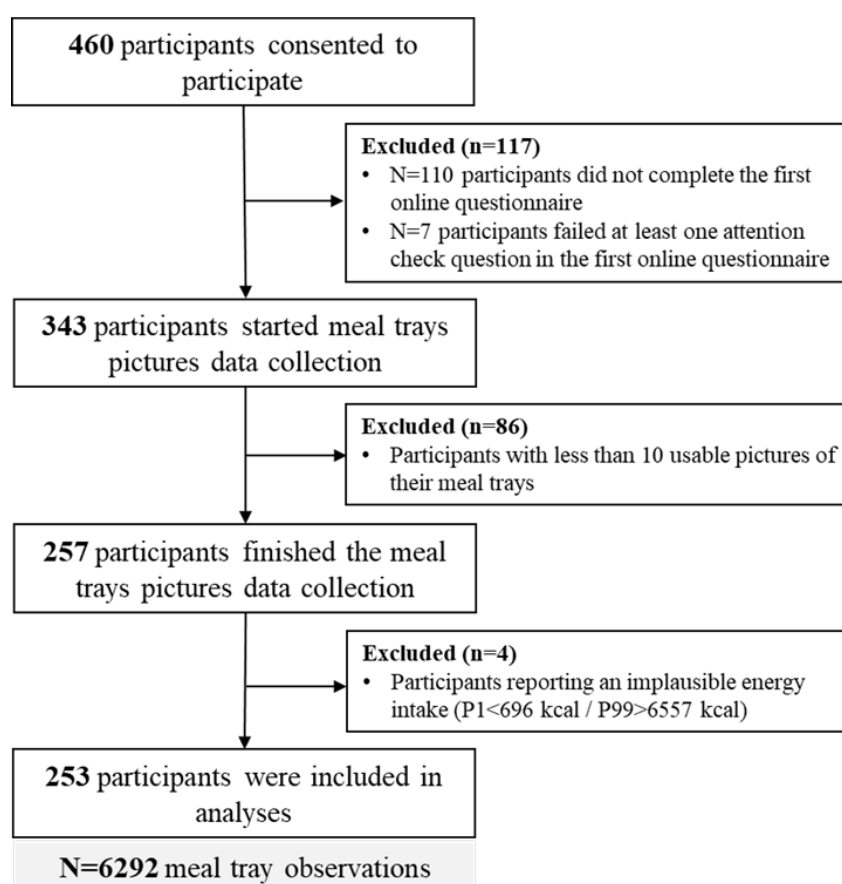 460 participants consented to
participate
Excluded (n=117)
• N=110 participants did not complete the first
online questionnaire
• N=7 participants failed at least one attention
check question in the first online questionnaire
343 participants started meal trays
pictures data collection
Excluded (n=86)
• Participants with less than 10 usable pictures of
their meal trays
257 participants finished the meal
trays pictures data collection
Excluded (n=4)
• Participants reporting an implausible energy
intake (P1<696 kcal / P99>6557 kcal)
253 participants were included in
analyses
N=6292 meal tray observations